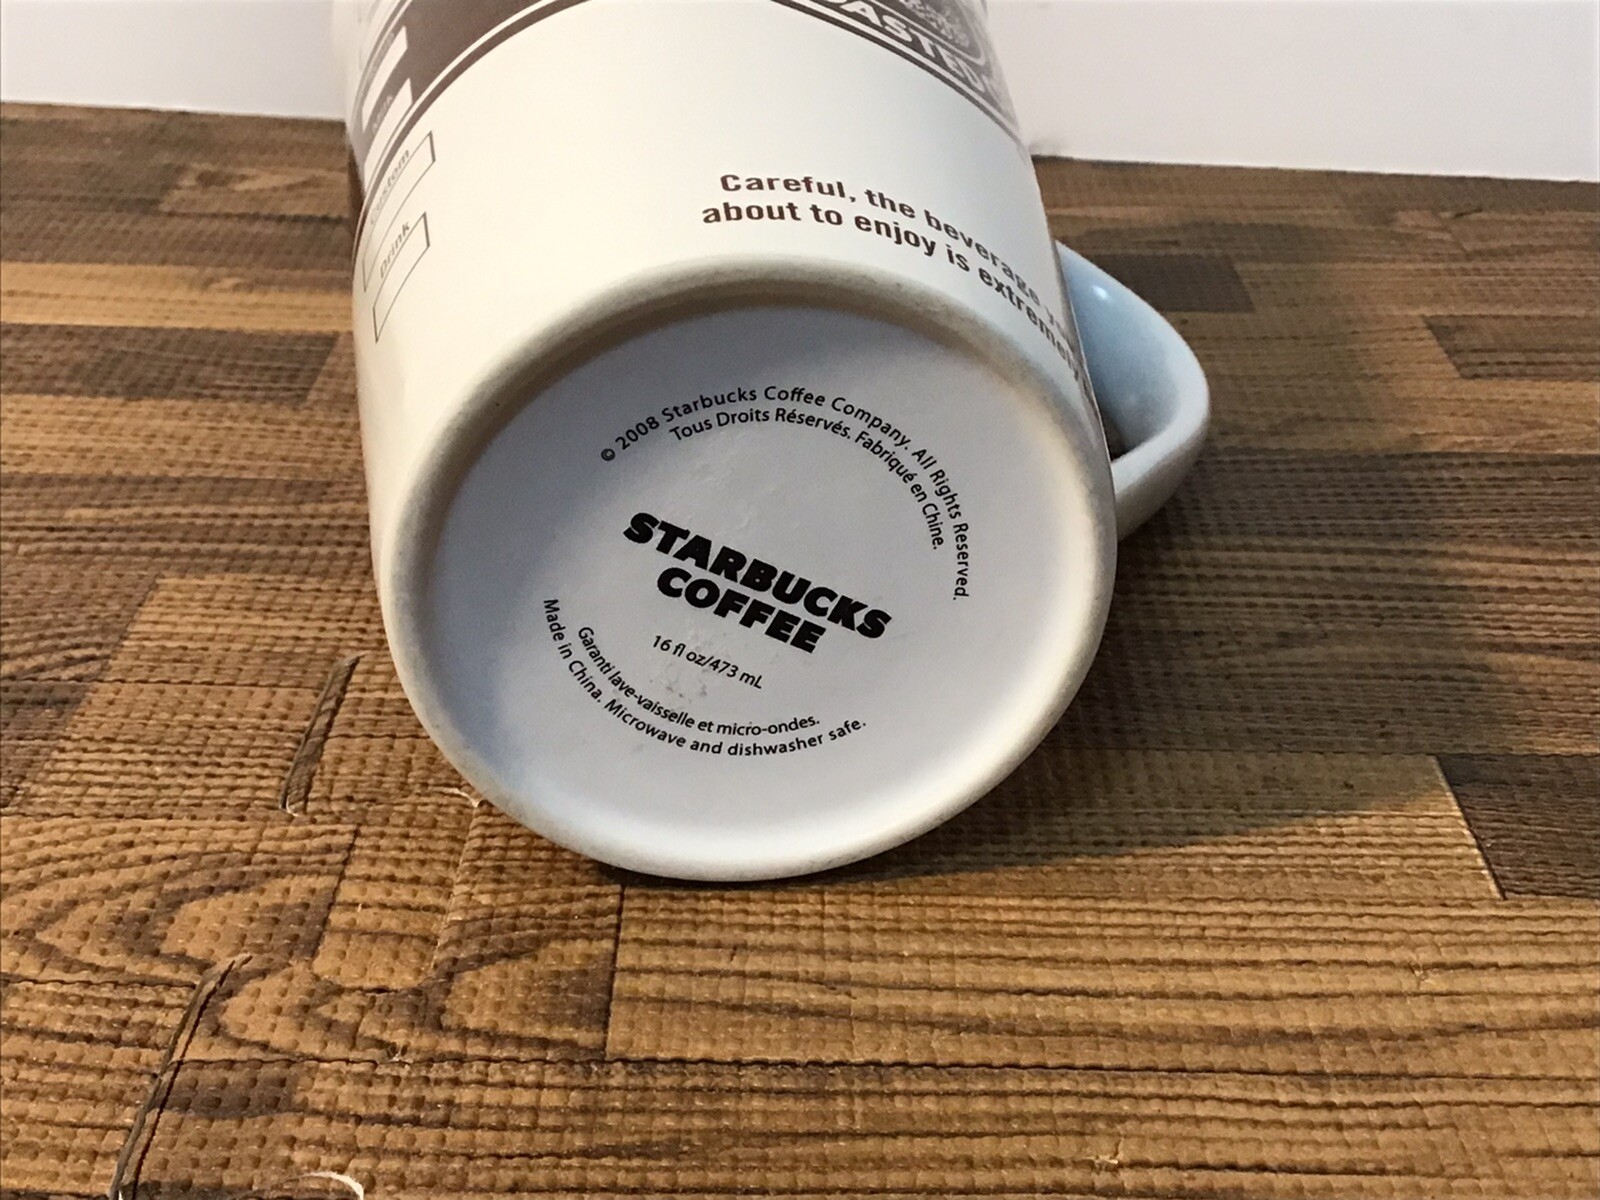 Custom
Drink
Careful, the beverage
about to enjoy is extremely
© 2008 Starbucks Coffee Company. All Rights Reserved.
Tous Droits Réservés. Fabriqué en Chine.
STARBUCKS
COFFEE
16 fl oz/473 mL
Garanti lave-vaisselle et micro-ondes.
Made in China. Microwave and dishwasher safe.